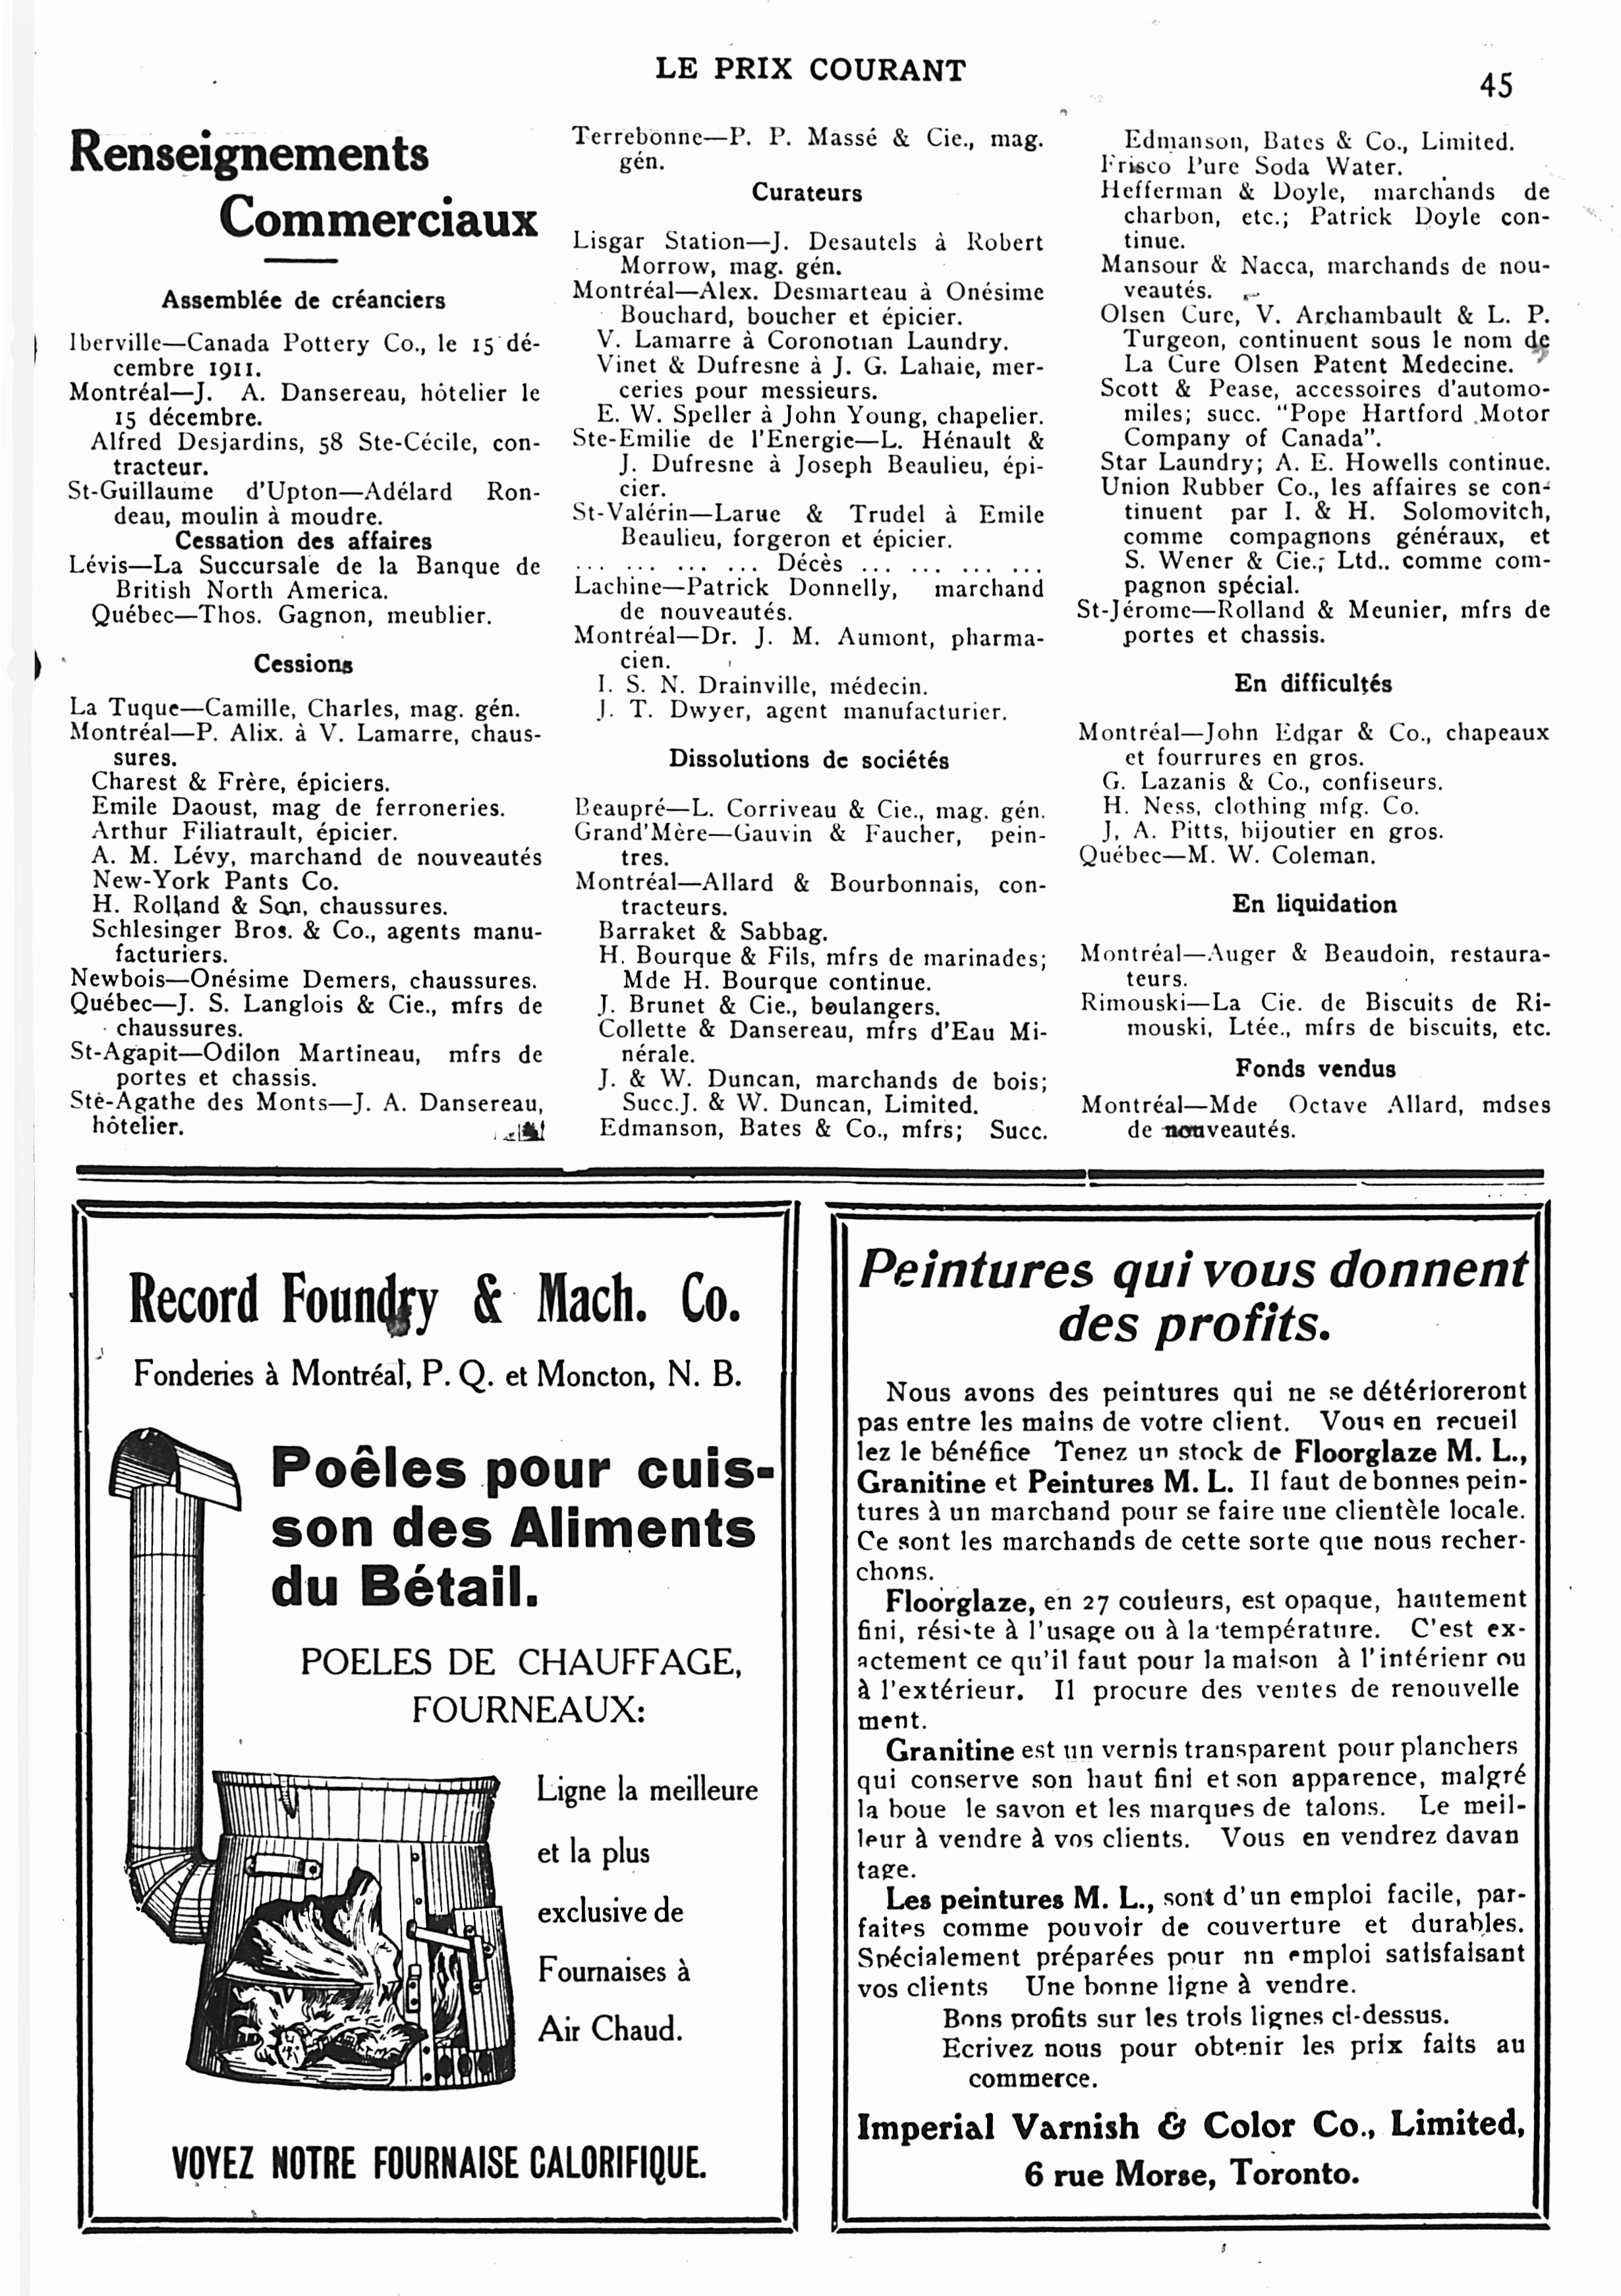 LE PRIX COURANT
45
Renseignements
Commerciaux
Assemblée de créanciers
Iberville—Canada Pottery Co., le 15 dé-
cembre 1911.
Montréal—J. A. Dansereau, hôtelier le
15 décembre.
Alfred Desjardins, 58 Ste-Cécile, con-
tracteur.
St-Guillaume d'Upton—Adélard Ron-
deau, moulin à moudre.
Cessation des affaires
Lévis—La Succursale de la Banque de
British North America.
Québec—Thos. Gagnon, meublier.
Cessions
La Tuque—Camille, Charles, mag. gén.
Montréal—P. Alix. à V. Lamarre, chaus-
sures.
Charest & Frère, épiciers.
Emile Daoust, mag de ferroneries.
Arthur Filiatrault, épicier.
A. M. Lévy, marchand de nouveautés
New-York Pants Co.
H. Rolland & Son, chaussures.
Schlesinger Bros. & Co., agents manu-
facturiers.
Newbois—Onésime Demers, chaussures.
Québec—J. S. Langlois & Cie., mfrs de
chaussures.
St-Agapit—Odilon Martineau, mfrs de
portes et chassis.
Ste-Agathe des Monts—J. A. Dansereau,
hôtelier.
Terrebonne—P. P. Massé & Cie., mag.
gén.
Curateurs
Lisgar Station—J. Desautels à Robert
Morrow, mag. gén.
Montréal—Alex. Desmarteau à Onésime
Bouchard, boucher et épicier.
V. Lamarre à Coronotian Laundry.
Vinet & Dufresne à J. G. Lahaie, mer-
ceries pour messieurs.
E. W. Speller à John Young, chapelier.
Ste-Emilie de l'Energie—L. Hénault &
J. Dufresne à Joseph Beaulieu, épi-
cier.
St-Valérin—Larue & Trudel à Emile
Beaulieu, forgeron et épicier.
... ... ... ... Décès ... ... ... ...
Lachine—Patrick Donnelly, marchand
de nouveautés.
Montréal—Dr. J. M. Aumont, pharma-
cien.
I. S. N. Drainville, médecin.
J. T. Dwyer, agent manufacturier.
Dissolutions de sociétés
Beaupré—L. Corriveau & Cie., mag. gén.
Grand'Mère—Gauvin & Faucher, pein-
tres.
Montréal—Allard & Bourbonnais, con-
tracteurs.
Barraket & Sabbag.
H. Bourque & Fils, mfrs de marinades;
Mde H. Bourque continue.
J. Brunet & Cie., boulangers.
Collette & Dansereau, mfrs d'Eau Mi-
nérale.
J. & W. Duncan, marchands de bois;
Succ.J. & W. Duncan, Limited.
Edmanson, Bates & Co., mfrs; Succ.
Edmanson, Bates & Co., Limited.
Frisco Pure Soda Water.
Hefferman & Doyle, marchands de
charbon, etc.; Patrick Doyle con-
tinue.
Mansour & Nacca, marchands de nou-
veautés.
Olsen Cure, V. Archambault & L. P.
Turgeon, continuent sous le nom de
La Cure Olsen Patent Medecine.
Scott & Pease, accessoires d'automo-
miles; succ. "Pope Hartford Motor
Company of Canada".
Star Laundry; A. E. Howells continue.
Union Rubber Co., les affaires se con-
tinuent par I. & H. Solomovitch,
comme compagnons généraux, et
S. Wener & Cie.; Ltd.. comme com-
pagnon spécial.
St-Jérome—Rolland & Meunier, mfrs de
portes et chassis.
En difficultés
Montréal—John Edgar & Co., chapeaux
et fourrures en gros.
G. Lazanis & Co., confiseurs.
H. Ness, clothing mfg. Co.
J, A. Pitts, bijoutier en gros.
Québec—M. W. Coleman.
En liquidation
Montréal—Auger & Beaudoin, restaura-
teurs.
Rimouski—La Cie. de Biscuits de Ri-
mouski, Ltée., mfrs de biscuits, etc.
Fonds vendus
Montréal—Mde Octave Allard, mdses
de nouveautés.
Record Foundry & Mach. Co.
Fonderies à Montréal, P. Q. et Moncton, N. B.
Poêles pour cuis-
son des Aliments
du Bétail.
POELES DE CHAUFFAGE,
FOURNEAUX:
Ligne la meilleure
et la plus
exclusive de
Fournaises à
Air Chaud.
VOYEZ NOTRE FOURNAISE CALORIFIQUE.
Peintures qui vous donnent
des profits.
Nous avons des peintures qui ne se détérioreront
pas entre les mains de votre client. Vous en recueil
lez le bénéfice Tenez un stock de Floorglaze M. L.,
Granitine et Peintures M. L. Il faut de bonnes pein-
tures à un marchand pour se faire une clientèle locale.
Ce sont les marchands de cette sorte que nous recher-
chons.
Floorglaze, en 27 couleurs, est opaque, hautement
fini, résiste à l'usage ou à la température. C'est ex-
actement ce qu'il faut pour la maison à l'intérienr ou
à l'extérieur. Il procure des ventes de renouvelle
ment.
Granitine est un vernis transparent pour planchers
qui conserve son haut fini et son apparence, malgré
la boue le savon et les marques de talons. Le meil-
leur à vendre à vos clients. Vous en vendrez davan
tage.
Les peintures M. L., sont d'un emploi facile, par-
faites comme pouvoir de couverture et durables.
Spécialement préparées pour nn emploi satisfaisant
vos clients Une bonne ligne à vendre.
Bons profits sur les trois lignes ci-dessus.
Ecrivez nous pour obtenir les prix faits au
commerce.
Imperial Varnish & Color Co., Limited,
6 rue Morse, Toronto.